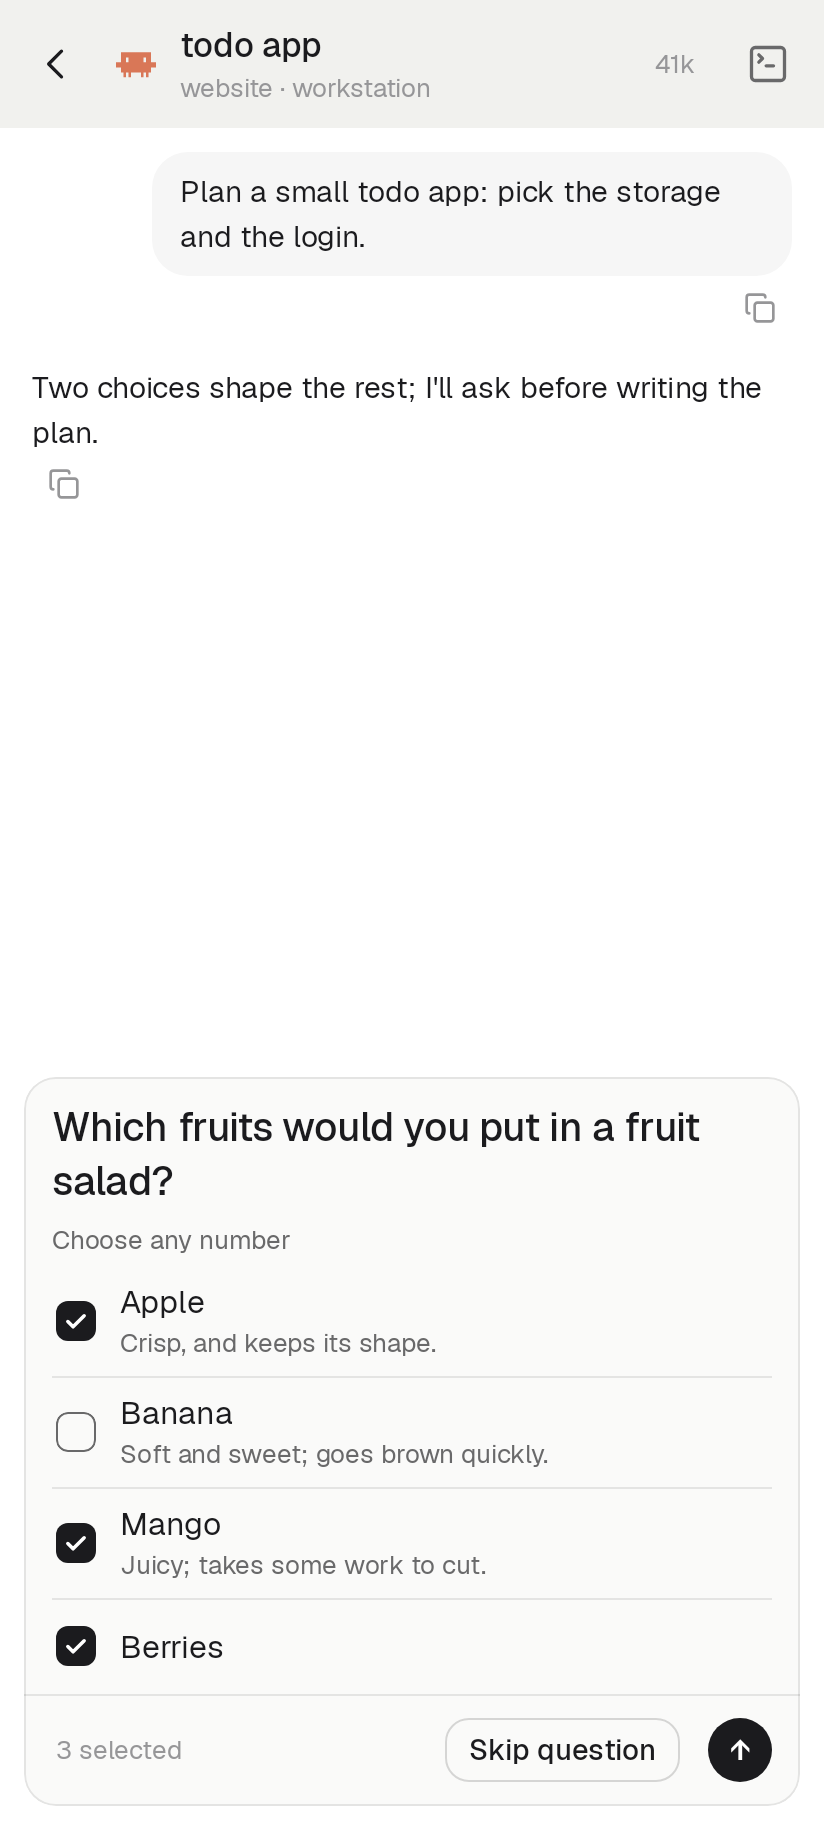 todo app
41k
website · workstation
Plan a small todo app: pick the storage
and the login.
Two choices shape the rest; I'll ask before writing the
plan.
Which fruits would you put in a fruit
salad?
Choose any number
Apple
Crisp, and keeps its shape.
Banana
Soft and sweet; goes brown quickly.
Mango
Juicy; takes some work to cut.
Berries
3 selected
Skip question